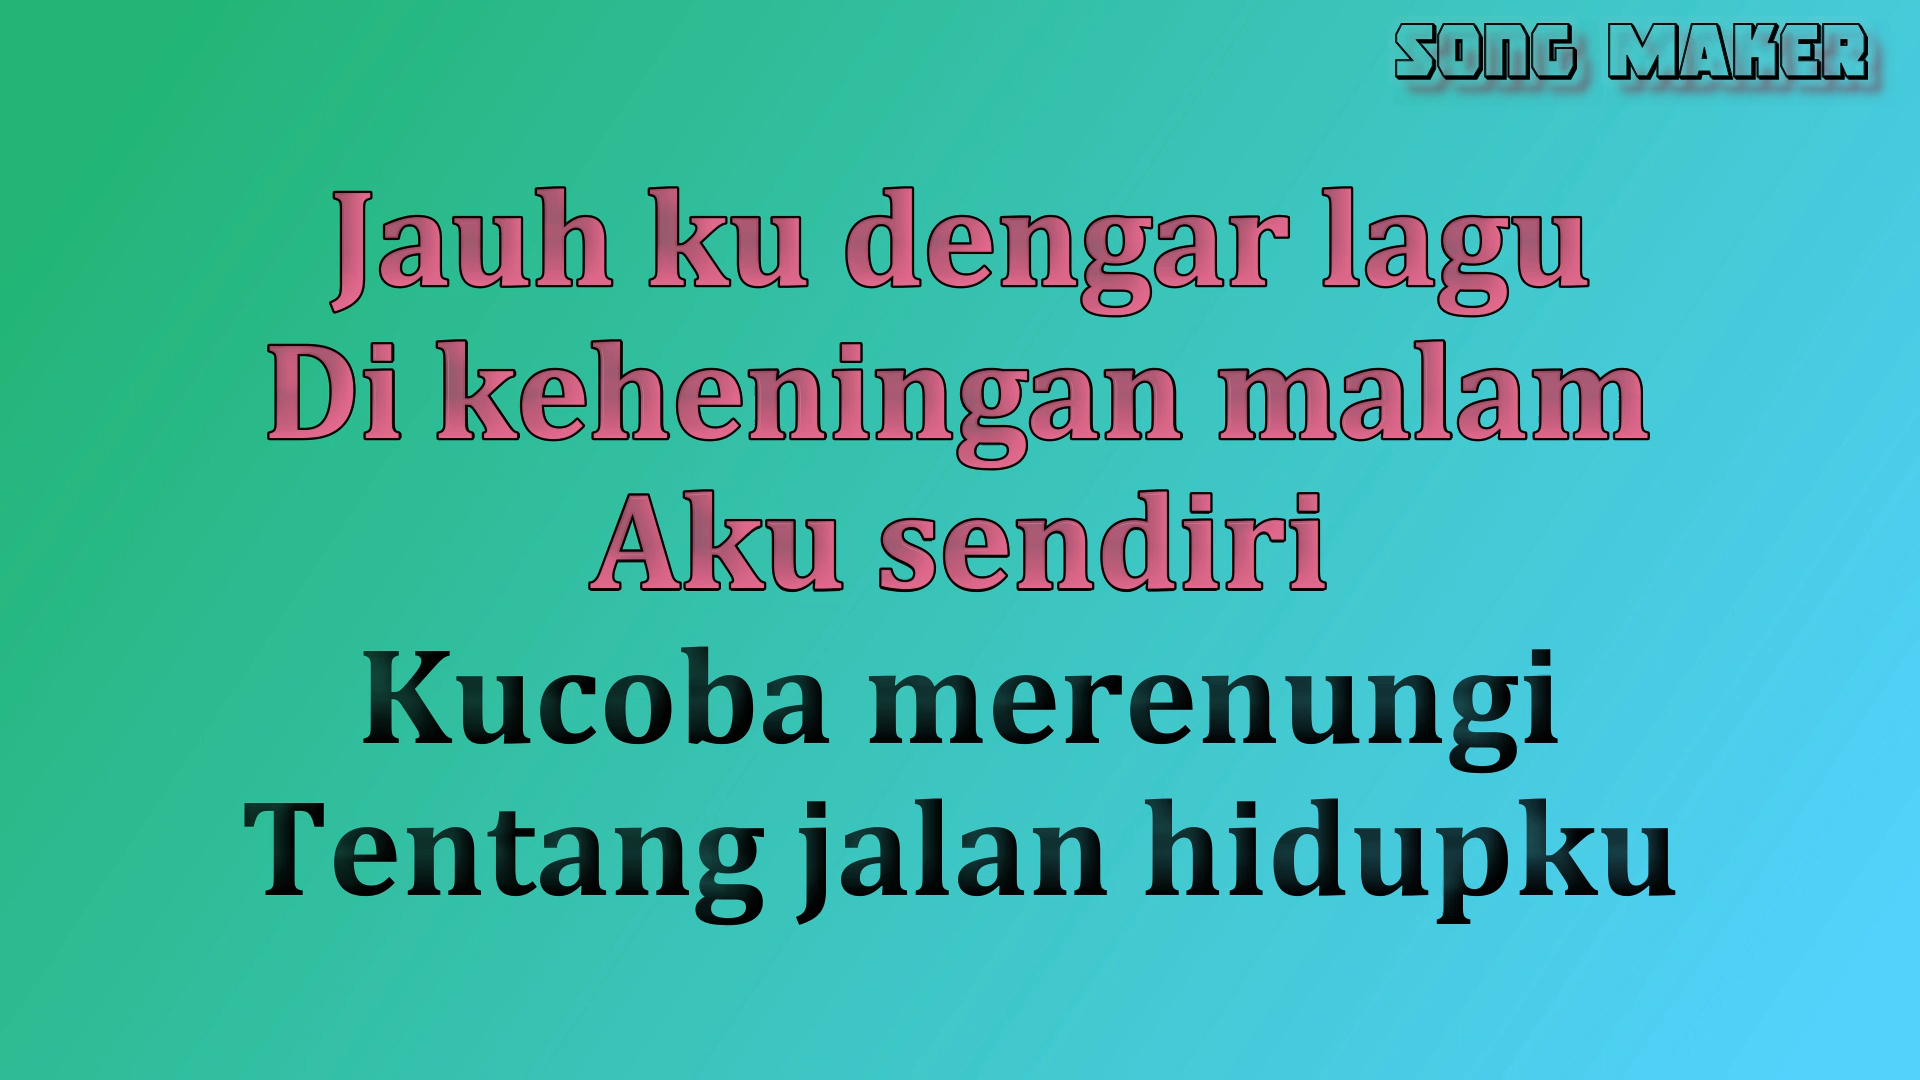 SONG MAKER
Jauh ku dengar lagu
Di keheningan malam
Aku sendiri
Kucoba merenungi
Tentang jalan hidupku